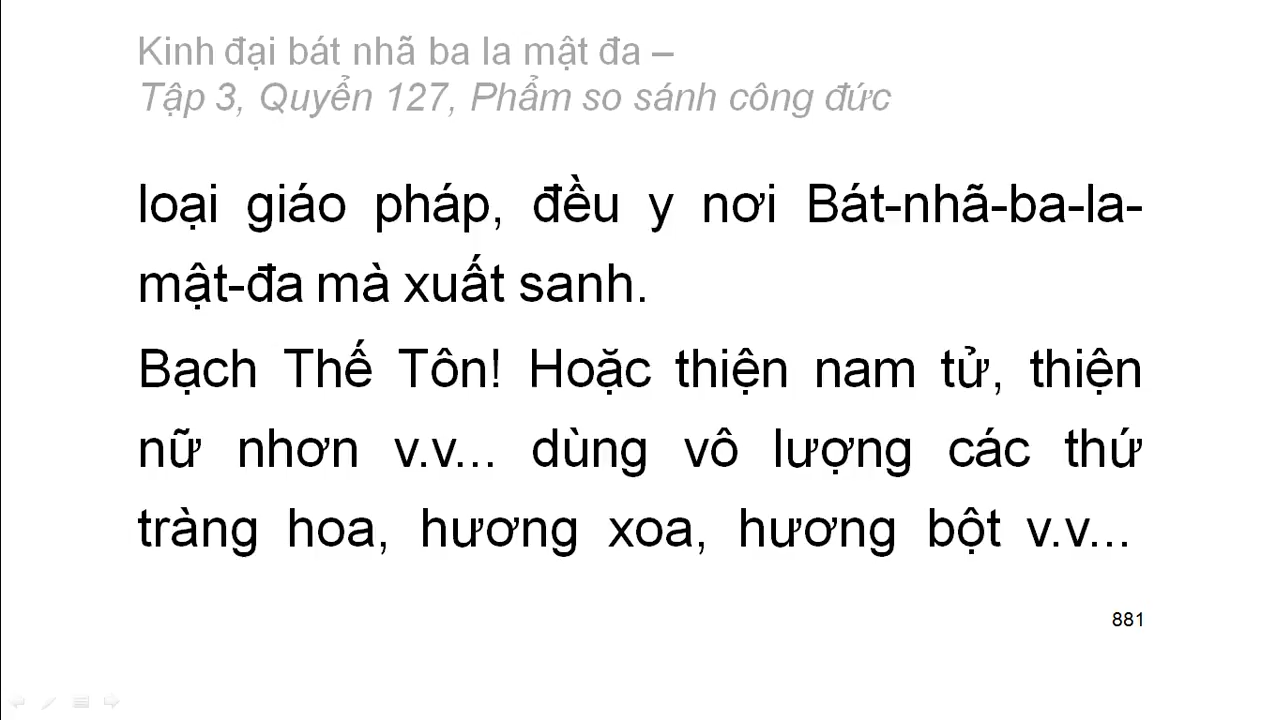 Kinh đại bát nhã ba la mật đa –
Tập 3, Quyển 127, Phẩm so sánh công đức
loại giáo pháp, đều y nơi Bát-nhã-ba-la-
mật-đa mà xuất sanh.
Bạch Thế Tôn! Hoặc thiện nam tử, thiện
nữ nhơn v.v... dùng vô lượng các thứ
tràng hoa, hương xoa, hương bột v.v...
881